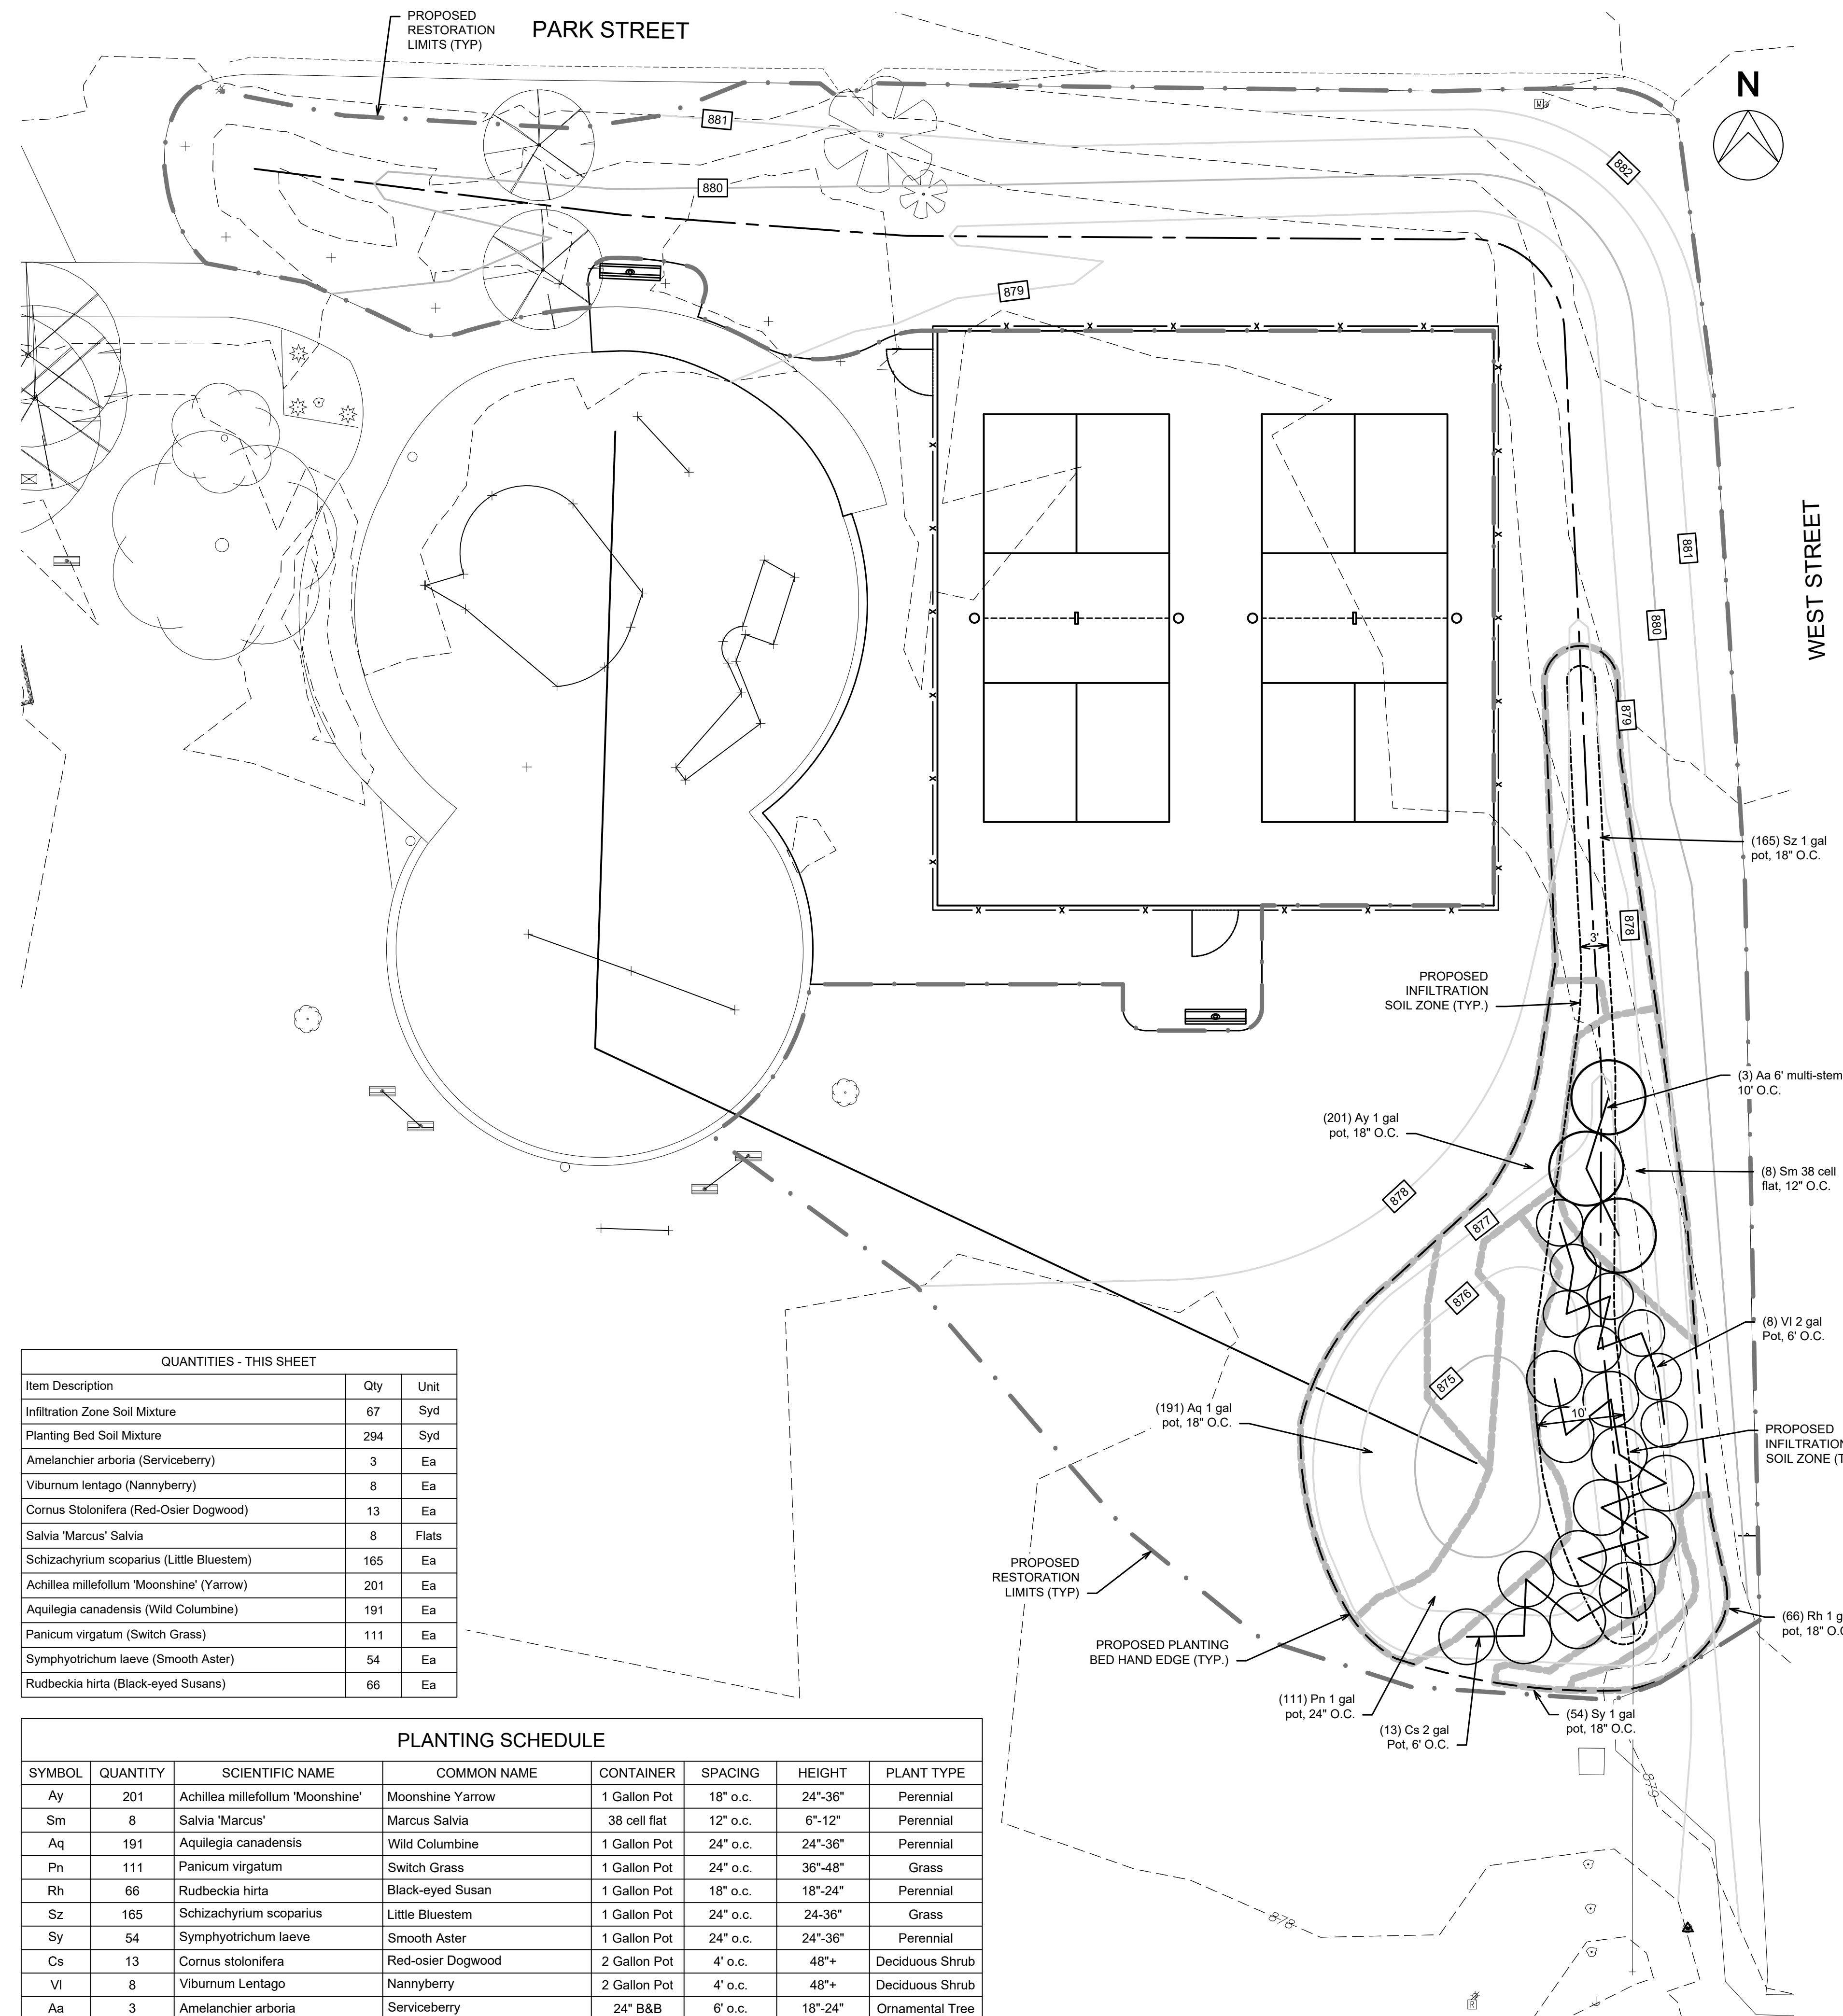 PROPOSED
RESTORATION
LIMITS (TYP)
PARK STREET
N
881
882
880
879
WEST STREET
881
880
879
(165) Sz 1 gal
pot, 18" O.C.
878
3'
PROPOSED
INFILTRATION
SOIL ZONE (TYP.)
(3) Aa 6' multi-stem
10' O.C.
(201) Ay 1 gal
pot, 18" O.C.
(8) Sm 38 cell
flat, 12" O.C.
878
877
876
(8) Vl 2 gal
Pot, 6' O.C.
875
(191) Aq 1 gal
pot, 18" O.C.
10'
PROPOSED
INFILTRATION
SOIL ZONE (T
PROPOSED
RESTORATION
LIMITS (TYP)
(66) Rh 1 g
pot, 18" O.C
PROPOSED PLANTING
BED HAND EDGE (TYP.)
(111) Pn 1 gal
pot, 24" O.C.
(13) Cs 2 gal
Pot, 6' O.C.
(54) Sy 1 gal
pot, 18" O.C.
879
878
R
QUANTITIES - THIS SHEET
Item Description Qty Unit
Infiltration Zone Soil Mixture 67 Syd
Planting Bed Soil Mixture 294 Syd
Amelanchier arboria (Serviceberry) 3 Ea
Viburnum lentago (Nannyberry) 8 Ea
Cornus Stolonifera (Red-Osier Dogwood) 13 Ea
Salvia 'Marcus' Salvia 8 Flats
Schizachyrium scoparius (Little Bluestem) 165 Ea
Achillea millefollum 'Moonshine' (Yarrow) 201 Ea
Aquilegia canadensis (Wild Columbine) 191 Ea
Panicum virgatum (Switch Grass) 111 Ea
Symphyotrichum laeve (Smooth Aster) 54 Ea
Rudbeckia hirta (Black-eyed Susans) 66 Ea
PLANTING SCHEDULE
SYMBOL QUANTITY SCIENTIFIC NAME COMMON NAME CONTAINER SPACING HEIGHT PLANT TYPE
Ay 201 Achillea millefollum 'Moonshine' Moonshine Yarrow 1 Gallon Pot 18" o.c. 24"-36" Perennial
Sm 8 Salvia 'Marcus' Marcus Salvia 38 cell flat 12" o.c. 6"-12" Perennial
Aq 191 Aquilegia canadensis Wild Columbine 1 Gallon Pot 24" o.c. 24"-36" Perennial
Pn 111 Panicum virgatum Switch Grass 1 Gallon Pot 24" o.c. 36"-48" Grass
Rh 66 Rudbeckia hirta Black-eyed Susan 1 Gallon Pot 18" o.c. 18"-24" Perennial
Sz 165 Schizachyrium scoparius Little Bluestem 1 Gallon Pot 24" o.c. 24-36" Grass
Sy 54 Symphyotrichum laeve Smooth Aster 1 Gallon Pot 24" o.c. 24"-36" Perennial
Cs 13 Cornus stolonifera Red-osier Dogwood 2 Gallon Pot 4' o.c. 48"+ Deciduous Shrub
Vl 8 Viburnum Lentago Nannyberry 2 Gallon Pot 4' o.c. 48"+ Deciduous Shrub
Aa 3 Amelanchier arboria Serviceberry 24" B&B 6' o.c. 18"-24" Ornamental Tree